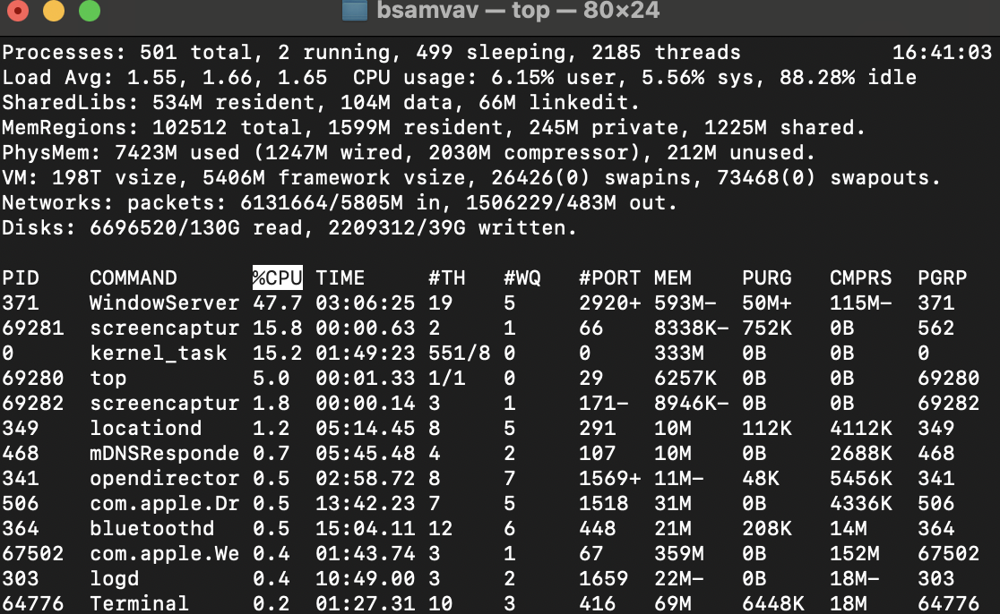 bsamvav — top — 80×24
Processes: 501 total, 2 running, 499 sleeping, 2185 threads 16:41:03
Load Avg: 1.55, 1.66, 1.65 CPU usage: 6.15% user, 5.56% sys, 88.28% idle
SharedLibs: 534M resident, 104M data, 66M linkedit.
MemRegions: 102512 total, 1599M resident, 245M private, 1225M shared.
PhysMem: 7423M used (1247M wired, 2030M compressor), 212M unused.
VM: 198T vsize, 5406M framework vsize, 26426(0) swapins, 73468(0) swapouts.
Networks: packets: 6131664/5805M in, 1506229/483M out.
Disks: 6696520/130G read, 2209312/39G written.
PID COMMAND %CPU TIME #TH #WQ #PORT MEM PURG CMPRS PGRP
371 WindowServer 47.7 03:06:25 19 5 2920+ 593M- 50M+ 115M- 371
69281 screencaptur 15.8 00:00.63 2 1 66 8338K- 752K 0B 562
0 kernel_task 15.2 01:49:23 551/8 0 0 333M 0B 0B 0
69280 top 5.0 00:01.33 1/1 0 29 6257K 0B 0B 69280
69282 screencaptur 1.8 00:00.14 3 1 171- 8946K- 0B 0B 69282
349 locationd 1.2 05:14.45 8 5 291 10M 112K 4112K 349
468 mDNSResponde 0.7 05:45.48 4 2 107 10M 0B 2688K 468
341 opendirector 0.5 02:58.72 8 7 1569+ 11M- 48K 5456K 341
506 com.apple.Dr 0.5 13:42.23 7 5 1518 31M 0B 4336K 506
364 bluetoothd 0.5 15:04.11 12 6 448 21M 208K 14M 364
67502 com.apple.We 0.4 01:43.74 3 1 67 359M 0B 152M 67502
303 logd 0.4 10:49.00 3 2 1659 22M- 0B 18M- 303
64776 Terminal 0.2 01:27.31 10 3 416 69M 6448K 18M 64776